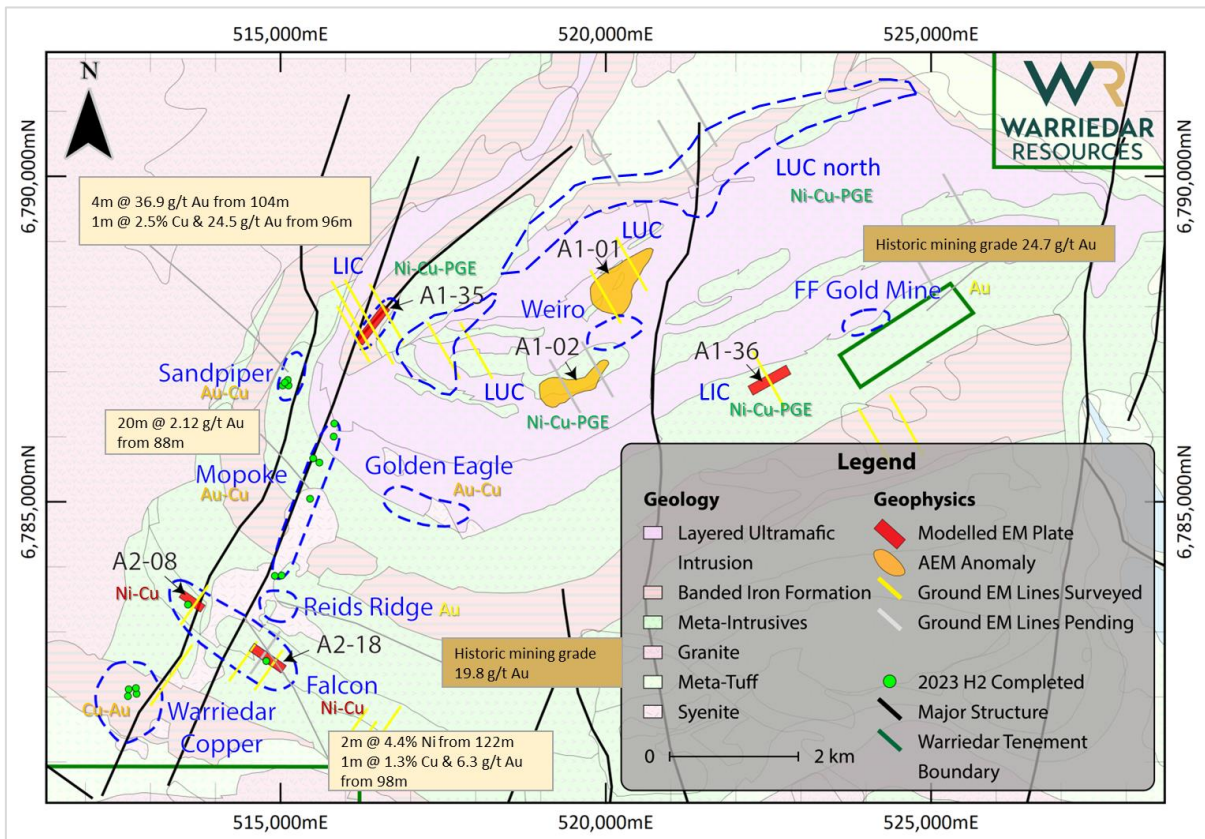 515,000mE
520,000mE
525,000mE
N
WR
WARRIEDAR
RESOURCES
6,790,000mN
6,790,000mN
4m @ 36.9 g/t Au from 104m
1m @ 2.5% Cu & 24.5 g/t Au from 96m
LUC north
Ni-Cu-PGE
Historic mining grade 24.7 g/t Au
LUC
A1-01
LIC
Ni-Cu-PGE
A1-35
FF Gold Mine
Au
Weiro
A1-02
A1-36
Sandpiper
Au-Cu
LUC
Ni-Cu-PGE
LIC
Ni-Cu-PGE
20m @ 2.12 g/t Au
from 88m
Mopoke
Au-Cu
Golden Eagle
Au-Cu
6,785,000mN
6,785,000mN
A2-08
Ni-Cu
Reids Ridge
Au
A2-18
Historic mining grade
19.8 g/t Au
Falcon
Ni-Cu
Cu-Au
Warriedar
Copper
2m @ 4.4% Ni from 122m
1m @ 1.3% Cu & 6.3 g/t Au
from 98m
Legend
Geology
Layered Ultramafic
Intrusion
Banded Iron Formation
Meta-Intrusives
Granite
Meta-Tuff
Syenite
0
2 km
Geophysics
Modelled EM Plate
AEM Anomaly
Ground EM Lines Surveyed
Ground EM Lines Pending
2023 H2 Completed
Major Structure
Warriedar Tenement
Boundary
515,000mE
520,000mE
525,000mE